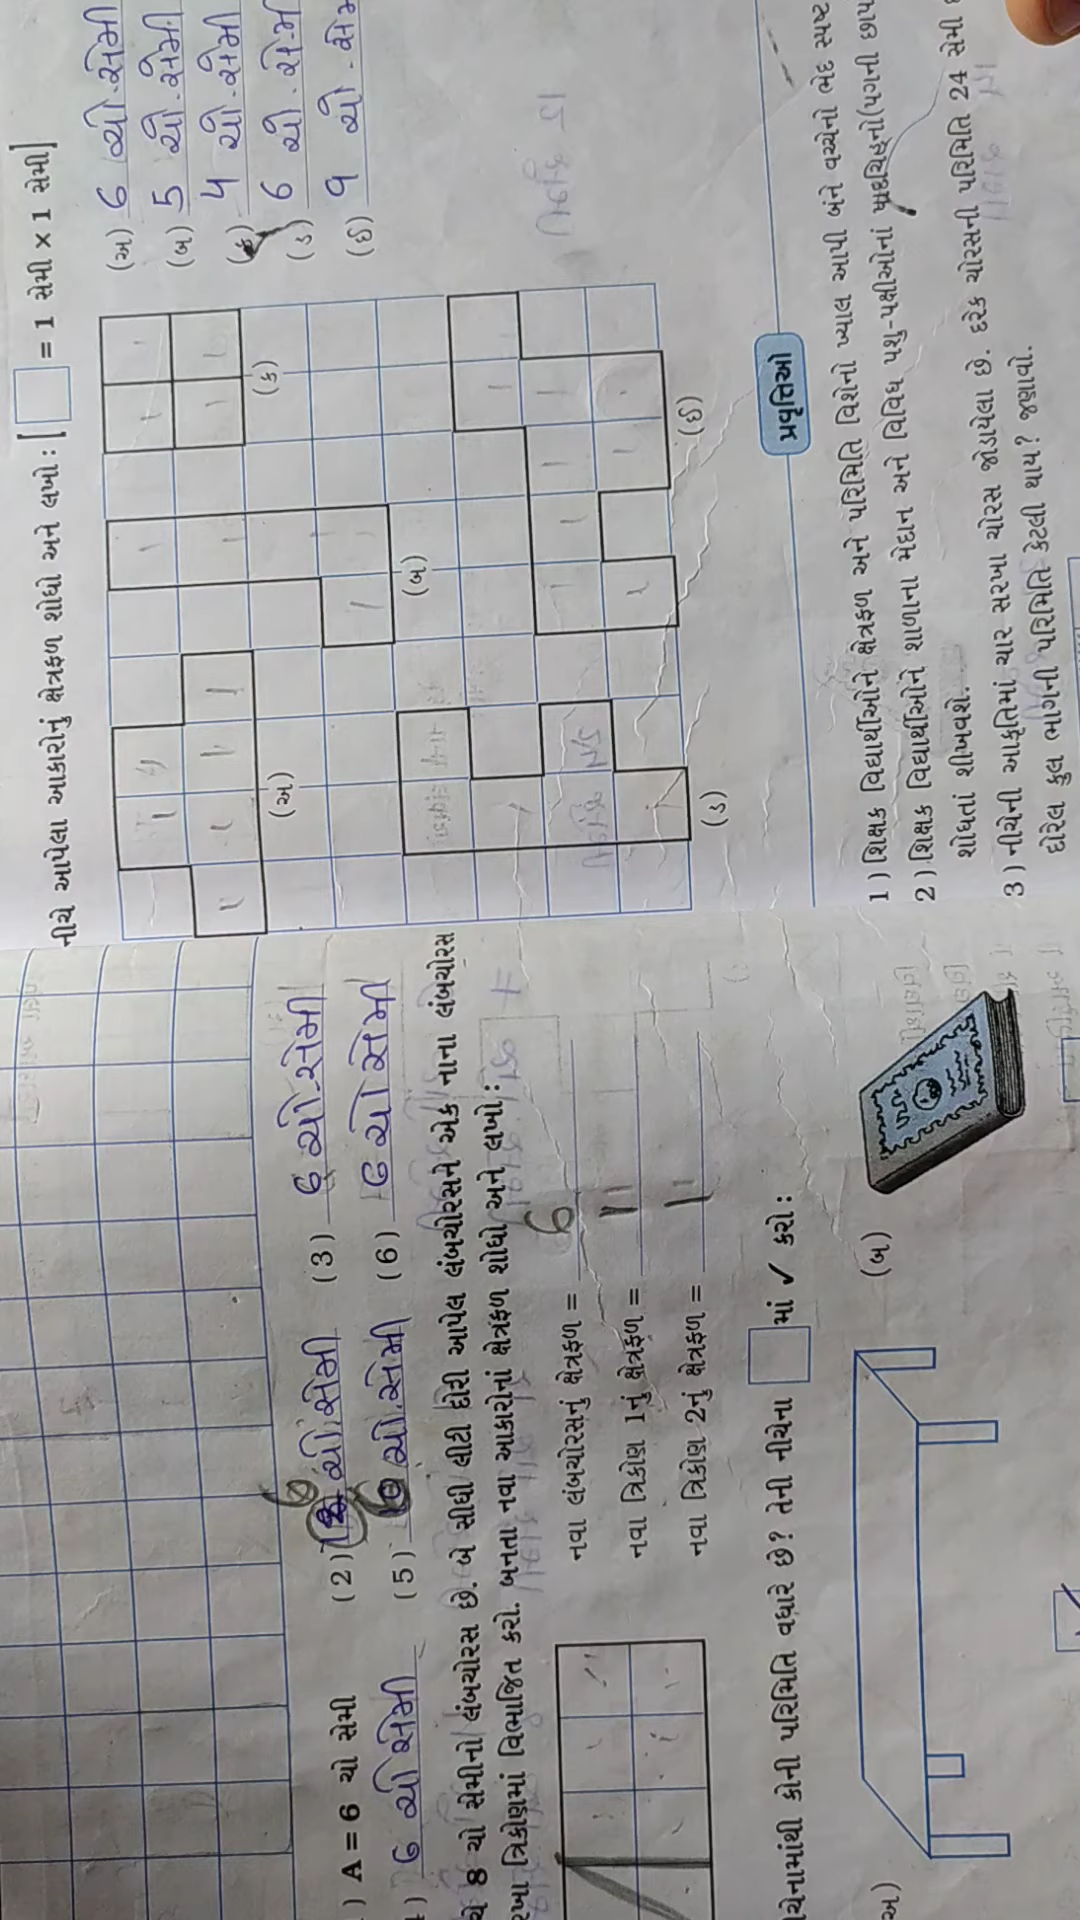 ) A = 6 ચો સેમી
(2) ચો.સેમી
(3) 6 ચો.સેમી
) 6 ચો સેમી
(5) ચો.સેમી
(6) 6 ચો સેમી
8 ચો સેમીનો લંબચોરસ છે. બે સીધી લીટી દોરી આપેલ લંબચોરસને એક નાના લંબચોરસ
ત્રિકોણમાં વિભાજિત કરો. બનતા નવા આકારોનાં ક્ષેત્રફળ શોધો અને લખો :
નવા લંબચોરસનું ક્ષેત્રફળ = 6
નવા ત્રિકોણ 1નું ક્ષેત્રફળ = 1
નવા ત્રિકોણ 2નું ક્ષેત્રફળ = 1
કોની પરિમિતિ વધારે છે? તેની નીચેના □ માં ✓ કરો :
(બ)
નીચે આપેલા આકારોનું ક્ષેત્રફળ શોધો અને લખો : [□ = 1 સેમી × 1 સેમી]
(અ) 6 ચો.સેમી
(બ) 5 ચો.સેમી
(ક) 4 ચો.સેમી
(ડ) 6 ચો.સેમી
(ઈ) 9 ચો.સેમ
(અ)
(બ)
(ક)
(ડ)
(ઈ)
પ્રવૃત્તિઓ
1) શિક્ષક વિદ્યાર્થીઓને ક્ષેત્રફળ અને પરિમિતિ વિશેનો ખ્યાલ આપી બંને વચ્ચેનો ભેદ સ્પષ્ટ
2) શિક્ષક વિદ્યાર્થીઓને શાળાના મેદાન અને વિવિધ પશુ-પક્ષીઓનાં પાદચિહ્નનો(પગની છાપ
શોધતાં શીખવશે.
3) નીચેની આકૃતિમાં ચાર સરખા ચોરસ જોડાયેલા છે. દરેક ચોરસની પરિમિતિ 24 સેમી
દોરેલ કુલ ભાગની પરિમિતિ કેટલી થાય? જણાવો.